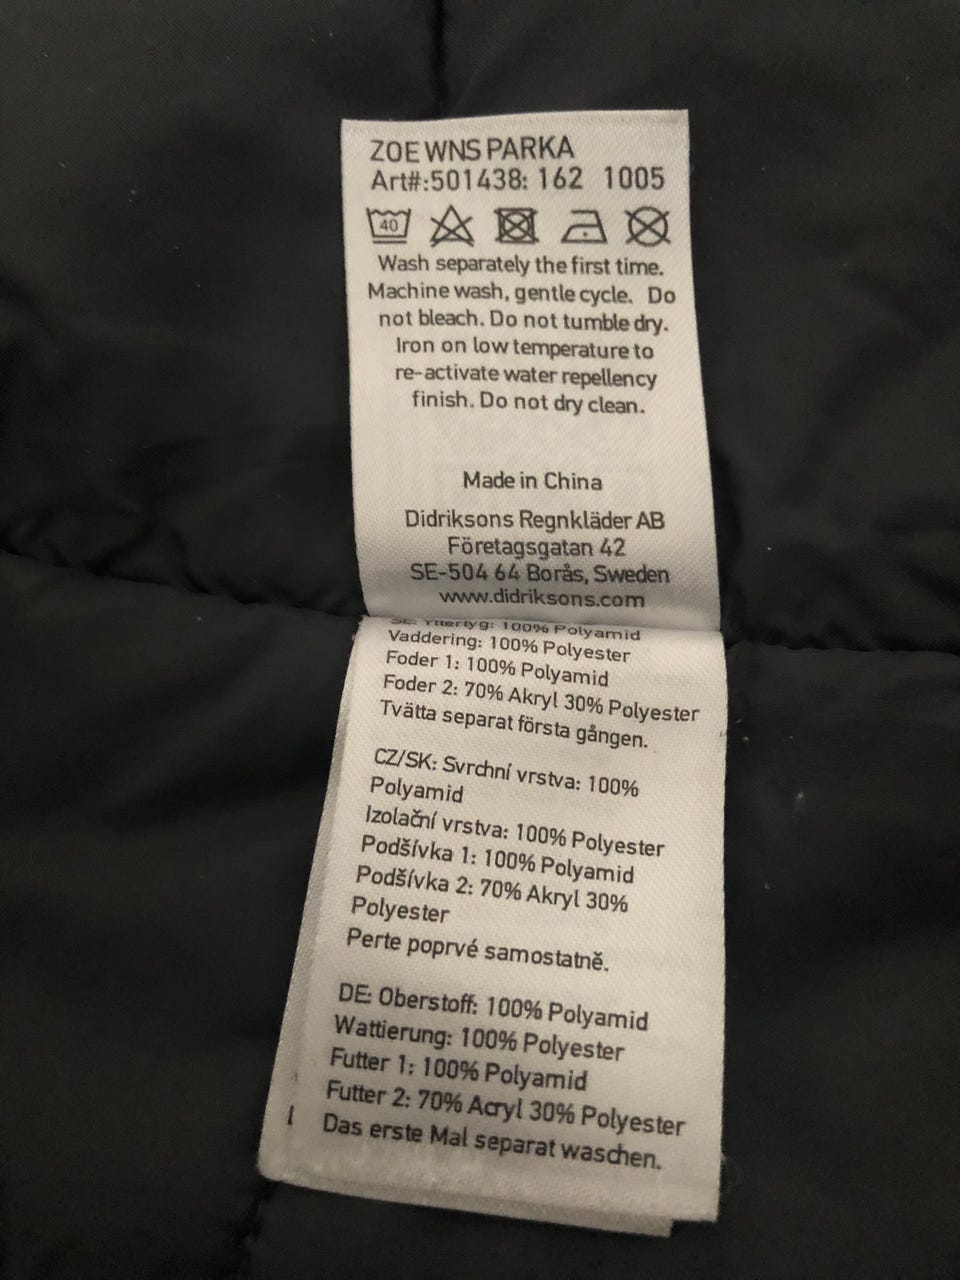 ZOE WNS PARKA
Art#:501438: 162 1005
40
Wash separately the first time.
Machine wash, gentle cycle. Do
not bleach. Do not tumble dry.
Iron on low temperature to
re-activate water repellency
finish. Do not dry clean.
Made in China
Didriksons Regnkläder AB
Företagsgatan 42
SE-504 64 Borås, Sweden
www.didriksons.com
SE: Yttertyg: 100% Polyamid
Vaddering: 100% Polyester
Foder 1: 100% Polyamid
Foder 2: 70% Akryl 30% Polyester
Tvätta separat första gången.
CZ/SK: Svrchní vrstva: 100%
Polyamid
Izolační vrstva: 100% Polyester
Podšívka 1: 100% Polyamid
Podšívka 2: 70% Akryl 30%
Polyester
Perte poprvé samostatně.
DE: Oberstoff: 100% Polyamid
Wattierung: 100% Polyester
Futter 1: 100% Polyamid
Futter 2: 70% Acryl 30% Polyester
Das erste Mal separat waschen.